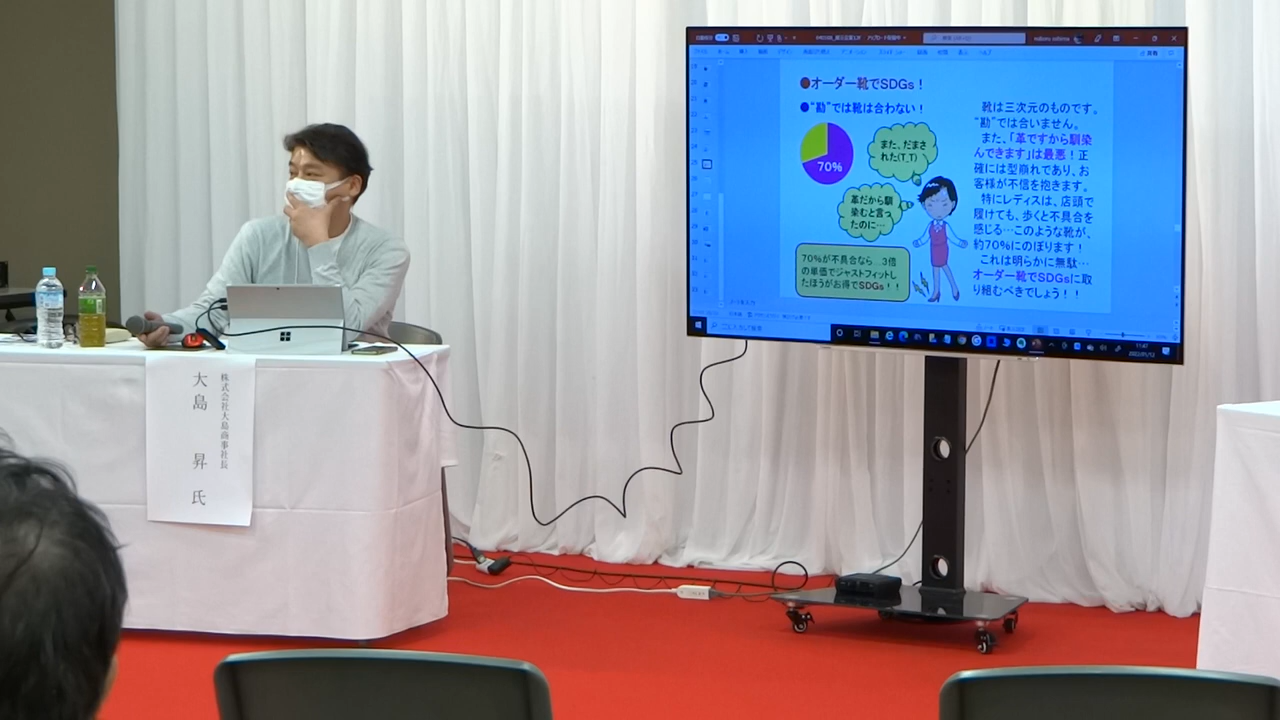 ●オーダー靴でSDGs！
●“勘”では靴は合わない！
70%
また、だまさ
れた(T_T)
革だから馴
染むと言っ
たのに…
70％が不具合なら…3倍
の単価でジャストフィットし
たほうがお得でSDGs！！
靴は三次元のものです。
“勘”では合いません。
また、「革ですから馴染
んできます」は最悪！正
確には型崩れであり、お
客様が不信を抱きます。
特にレディスは、店頭で
履けても、歩くと不具合を
感じる…このような靴が、
約70％にのぼります！
これは明らかに無駄…
オーダー靴でSDGsに取
り組むべきでしょう！！
11:47
2022/01/12
株式会社大島商事社長
大島 昇 氏